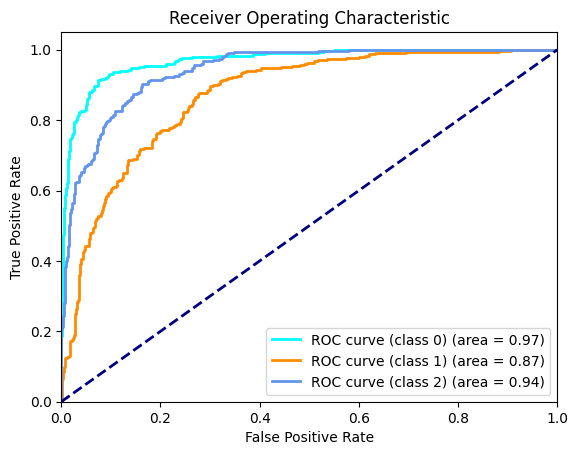 Receiver Operating Characteristic
True Positive Rate
1.0
0.8
0.6
0.4
0.2
0.0
ROC curve (class 0) (area = 0.97)
ROC curve (class 1) (area = 0.87)
ROC curve (class 2) (area = 0.94)
0.0 0.2 0.4 0.6 0.8 1.0
False Positive Rate